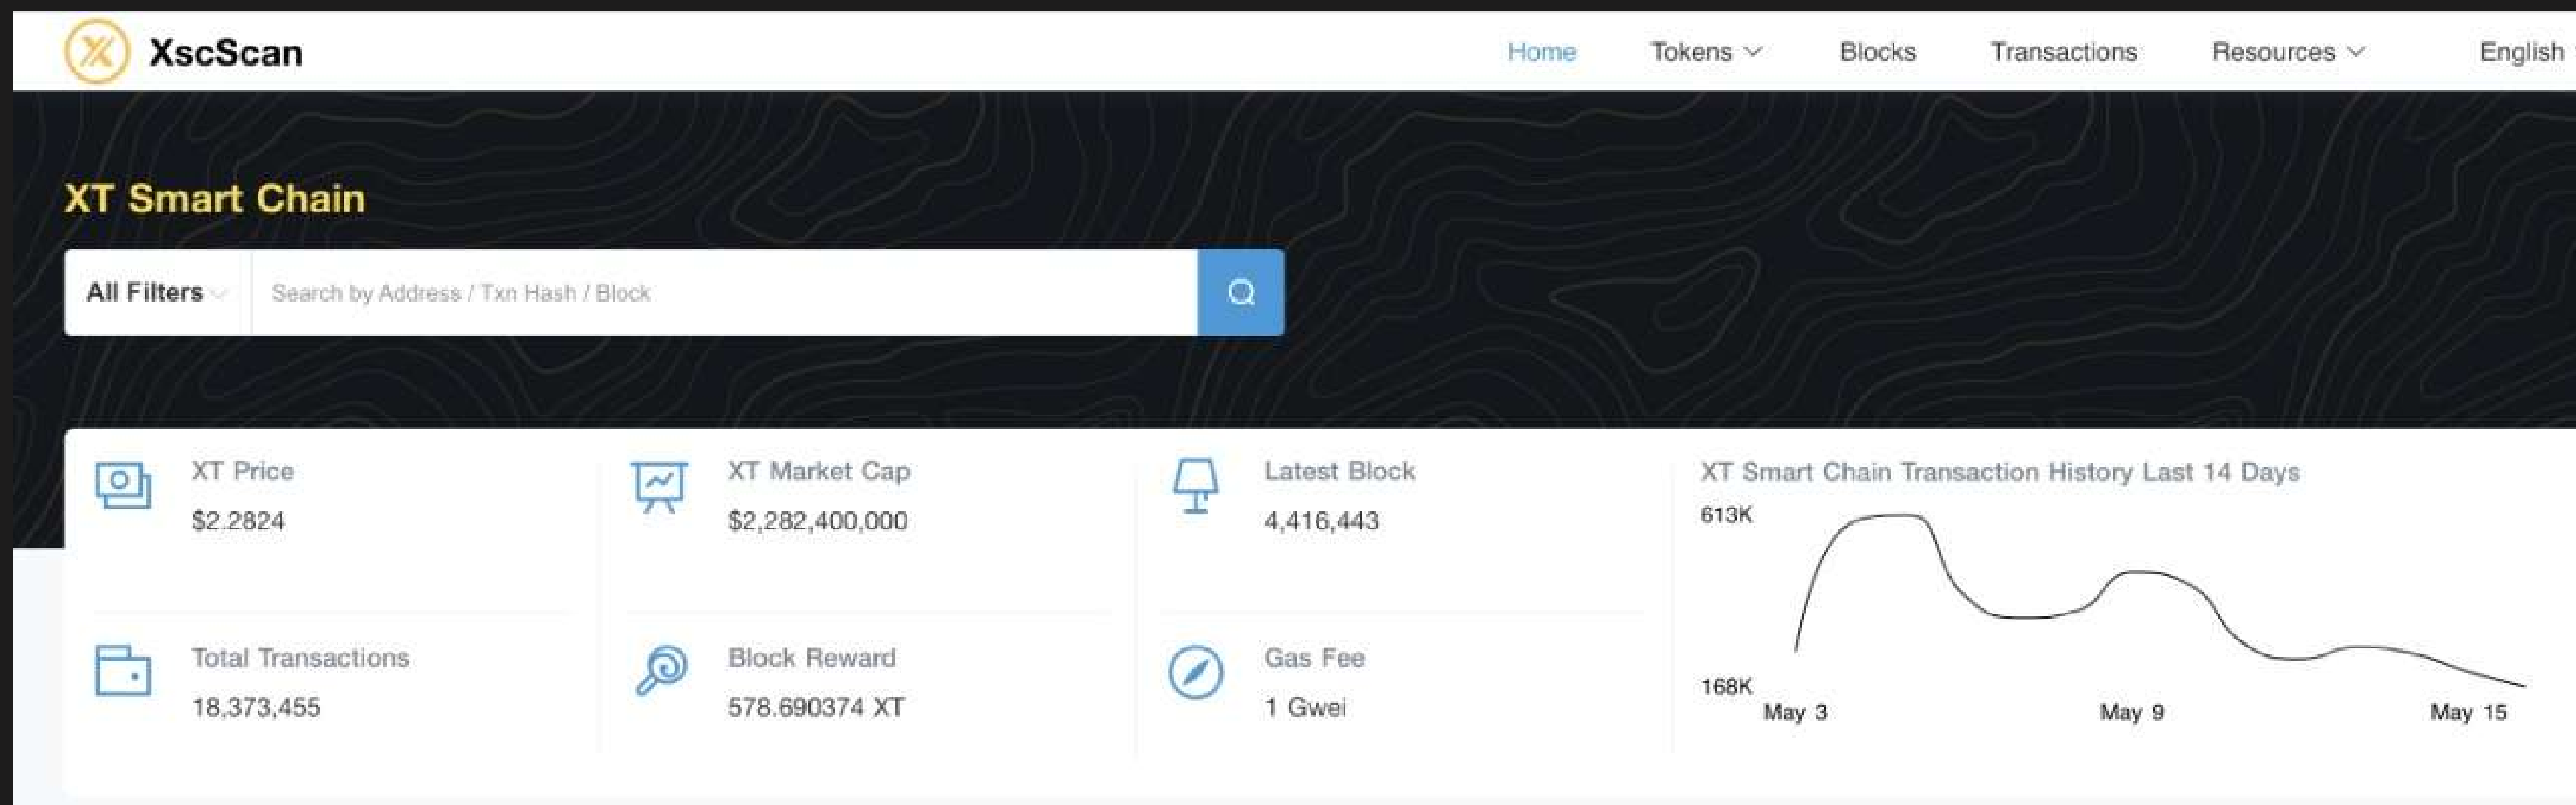 XscScan
Home Tokens Blocks Transactions Resources English
XT Smart Chain
All Filters Search by Address / Txn Hash / Block
XT Price
$2.2824
XT Market Cap
$2,282,400,000
Latest Block
4,416,443
Total Transactions
18,373,455
Block Reward
578.690374 XT
Gas Fee
1 Gwei
XT Smart Chain Transaction History Last 14 Days
613K
168K
May 3 May 9 May 15